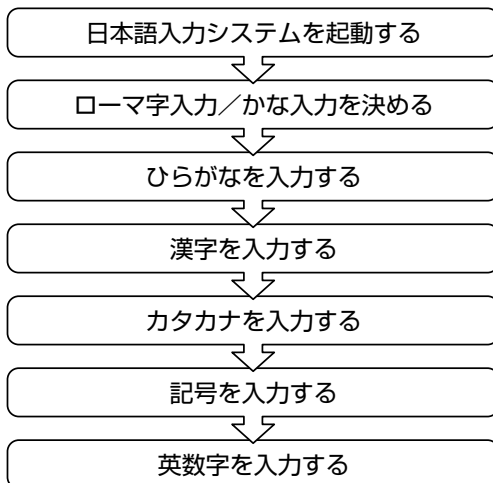 日本語入力システムを起動する
ローマ字入力／かな入力を決める
ひらがなを入力する
漢字を入力する
カタカナを入力する
記号を入力する
英数字を入力する